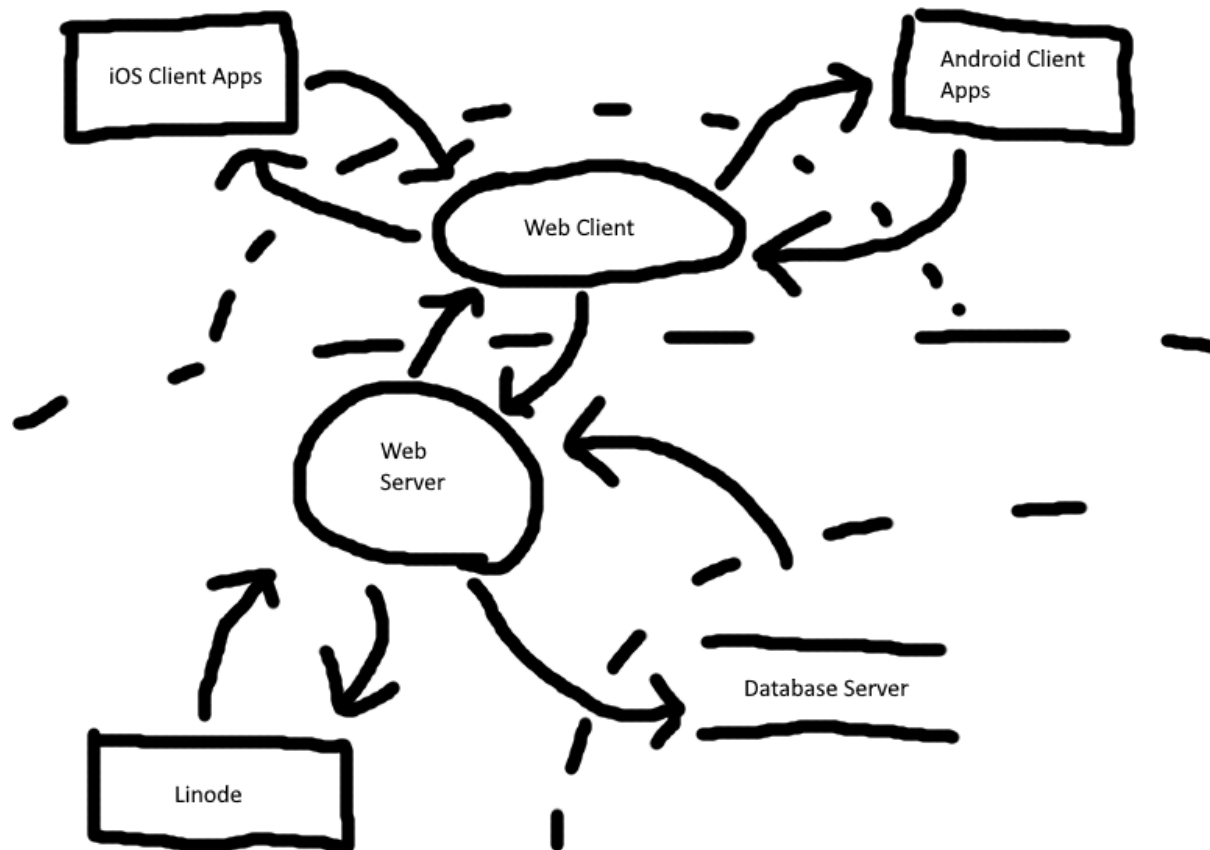 iOS Client Apps
Android Client
Apps
Web Client
Web
Server
Database Server
Linode